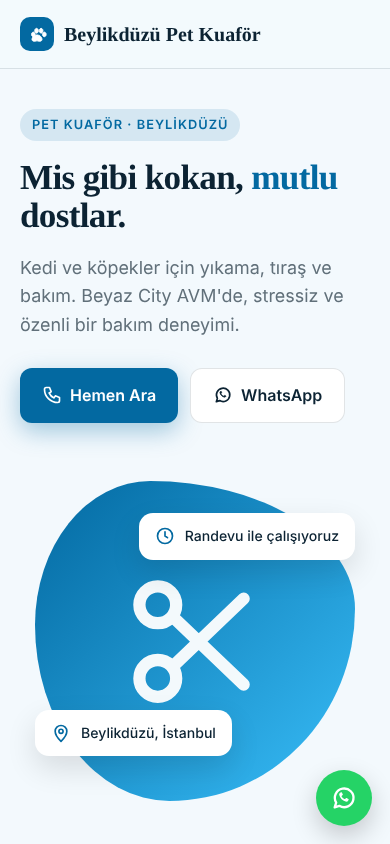 Beylikdüzü Pet Kuaför
PET KUAFÖR · BEYLİKDÜZÜ
Mis gibi kokan, mutlu
dostlar.
Kedi ve köpekler için yıkama, tıraş ve
bakım. Beyaz City AVM'de, stressiz ve
özenli bir bakım deneyimi.
Hemen Ara
WhatsApp
Randevu ile çalışıyoruz
Beylikdüzü, İstanbul